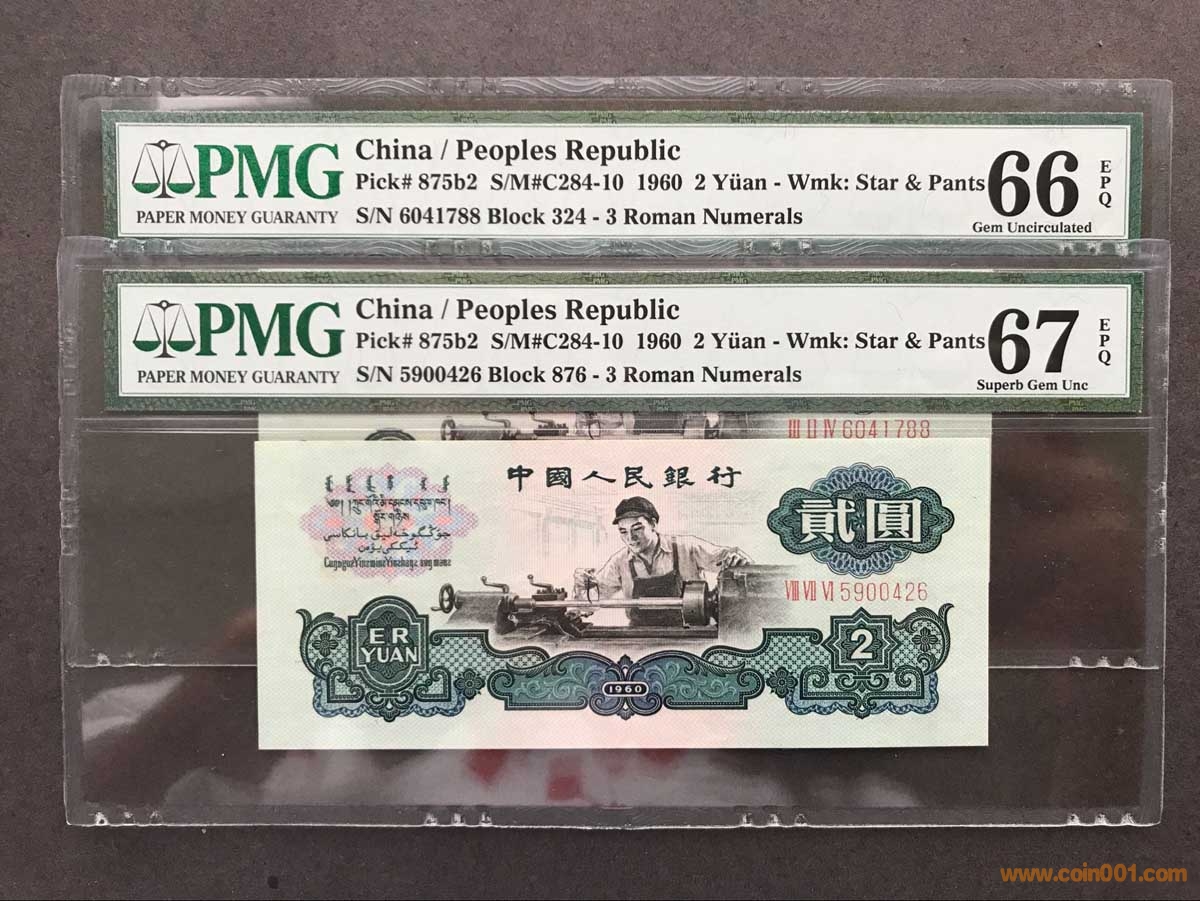 PMG
PAPER MONEY GUARANTY
China / Peoples Republic
Pick# 875b2 S/M#C284-10 1960 2 Yüan - Wmk: Star & Pants
S/N 6041788 Block 324 - 3 Roman Numerals
66
EPQ
Gem Uncirculated
PMG
PAPER MONEY GUARANTY
China / Peoples Republic
Pick# 875b2 S/M#C284-10 1960 2 Yüan - Wmk: Star & Pants
S/N 5900426 Block 876 - 3 Roman Numerals
67
EPQ
Superb Gem Unc
III II IV 6041788
中國人民銀行
貳圓
VIII VII VI 5900426
ER
YUAN
1960
2
www.coin001.com